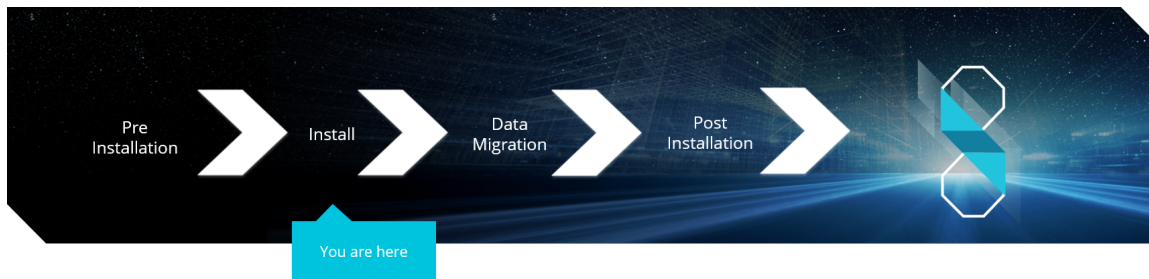 Pre
Installation
Install
Data
Migration
Post
Installation
You are here